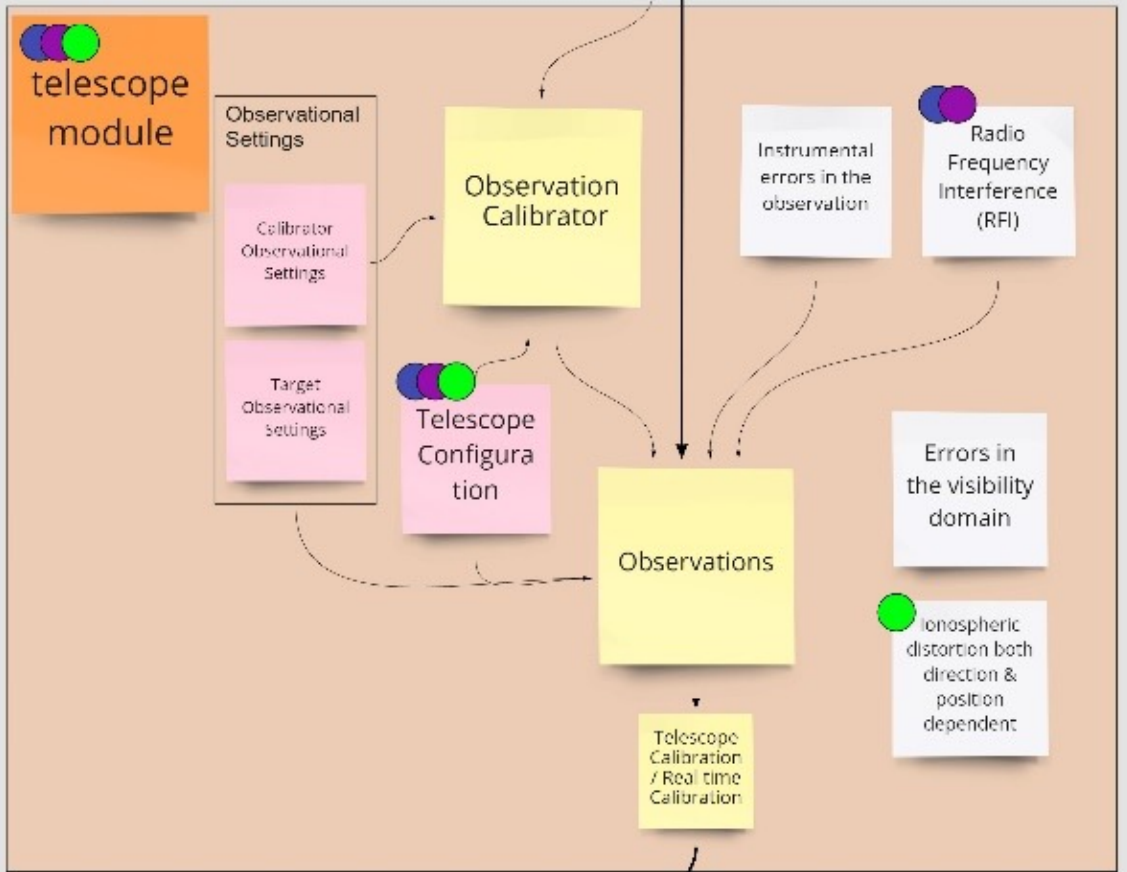 telescope
module
Observational
Settings
Calibrator
Observational
Settings
Target
Observational
Settings
Observation
Calibrator
Telescope
Configura
tion
Instrumental
errors in the
observation
Radio
Frequency
Interference
(RFI)
Observations
Errors in
the visibility
domain
Ionospheric
distortion both
direction &
position
dependent
Telescope
Calibration
/ Real time
Calibration